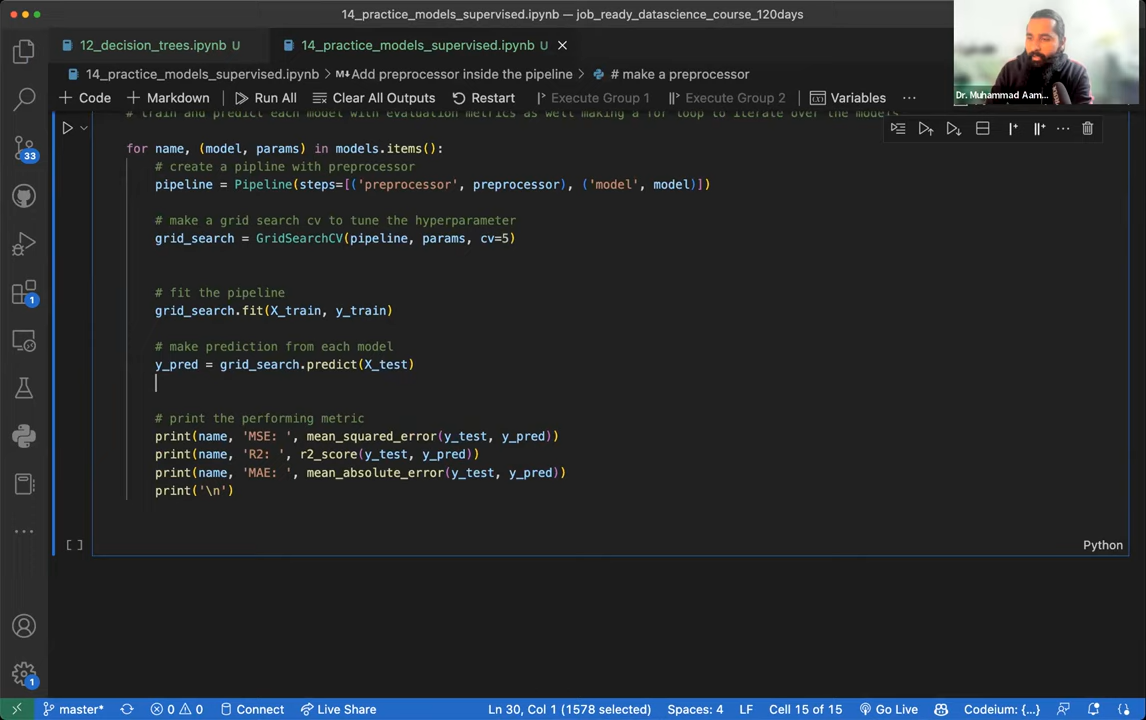 14_practice_models_supervised.ipynb — job_ready_datascience_course_120days
12_decision_trees.ipynb U
14_practice_models_supervised.ipynb U
14_practice_models_supervised.ipynb > M↓Add preprocessor inside the pipeline > # make a preprocessor
+ Code + Markdown Run All Clear All Outputs Restart Execute Group 1 Execute Group 2 Variables ...
Dr. Muhammad Aam...
# train and predict each model with evaluation metrics as well making a for loop to iterate over the models
for name, (model, params) in models.items():
# create a pipline with preprocessor
pipeline = Pipeline(steps=[('preprocessor', preprocessor), ('model', model)])
# make a grid search cv to tune the hyperparameter
grid_search = GridSearchCV(pipeline, params, cv=5)
# fit the pipeline
grid_search.fit(X_train, y_train)
# make prediction from each model
y_pred = grid_search.predict(X_test)
# print the performing metric
print(name, 'MSE: ', mean_squared_error(y_test, y_pred))
print(name, 'R2: ', r2_score(y_test, y_pred))
print(name, 'MAE: ', mean_absolute_error(y_test, y_pred))
print('\n')
[ ]
Python
33
1
1
master* 0 0 Connect Live Share Ln 30, Col 1 (1578 selected) Spaces: 4 LF Cell 15 of 15 Go Live Codeium: {...}